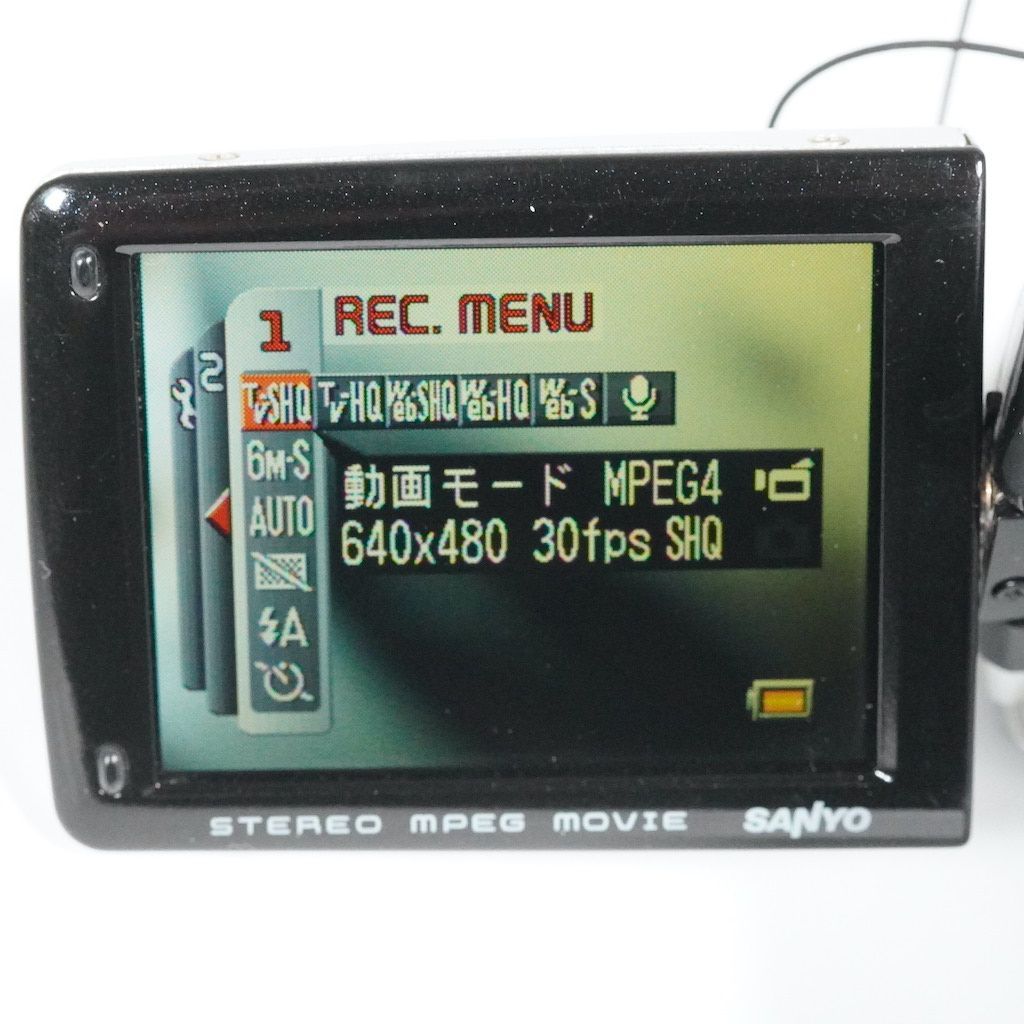 1 REC. MENU
2
TV-SHQ TV-HQ Web-SHQ Web-HQ Web-S
6M-S
動画モード MPEG4
AUTO
640x480 30fps SHQ
A
STEREO MPEG MOVIE SANYO